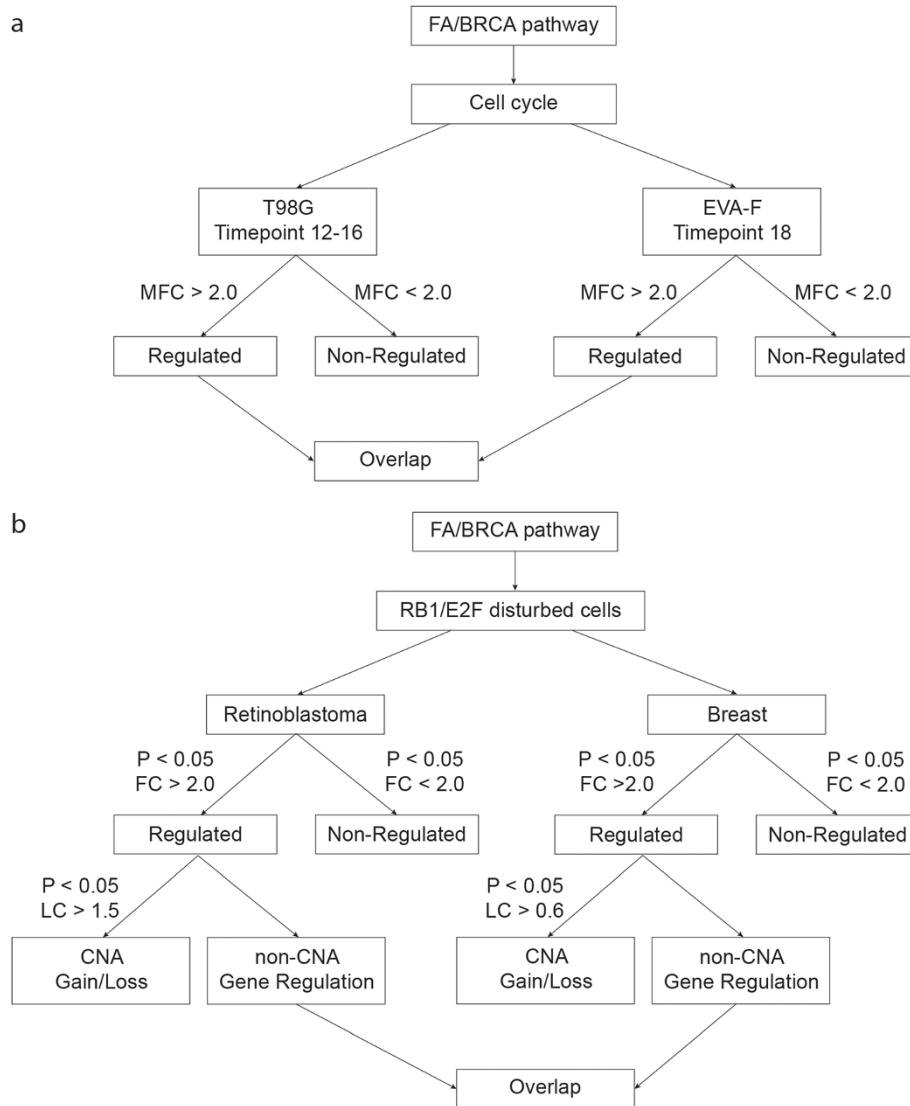 a
FA/BRCA pathway
Cell cycle
T98G
Timepoint 12-16
EVA-F
Timepoint 18
MFC > 2.0
MFC < 2.0
MFC > 2.0
MFC < 2.0
Regulated
Non-Regulated
Regulated
Non-Regulated
Overlap
b
FA/BRCA pathway
RB1/E2F disturbed cells
Retinoblastoma
Breast
P < 0.05
FC > 2.0
P < 0.05
FC < 2.0
P < 0.05
FC >2.0
P < 0.05
FC < 2.0
Regulated
Non-Regulated
Regulated
Non-Regulated
P < 0.05
LC > 1.5
P < 0.05
LC > 0.6
CNA
Gain/Loss
non-CNA
Gene Regulation
CNA
Gain/Loss
non-CNA
Gene Regulation
Overlap